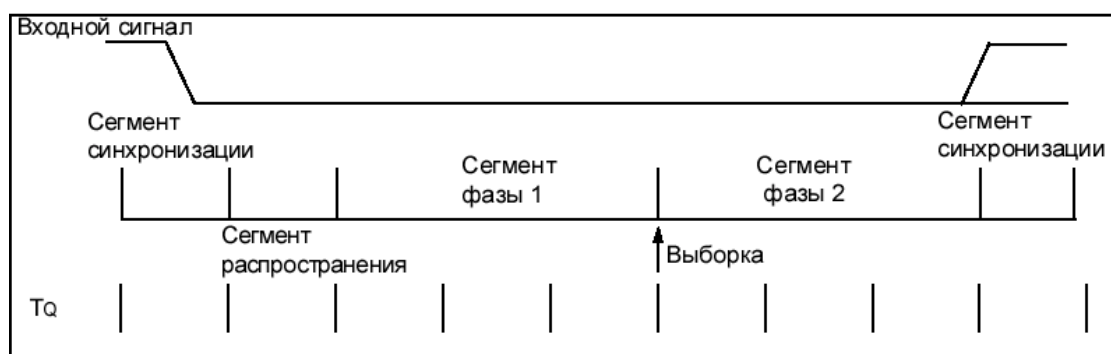 Входной сигнал
Сегмент
синхронизации
Сегмент
синхронизации
Сегмент
фазы 1
Сегмент
фазы 2
Сегмент
распространения
Выборка
TQ